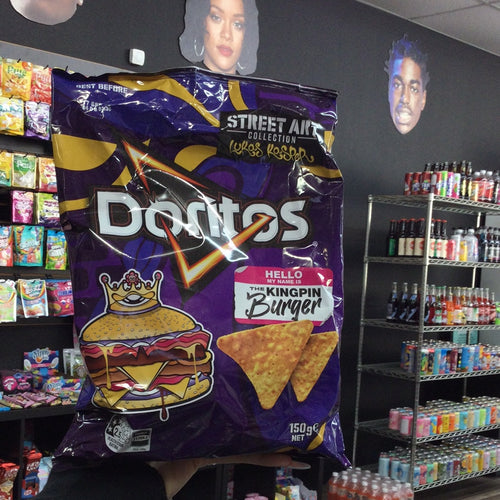 BEST BEFORE
STREET ART
COLLECTION
Doritos
HELLO
MY NAME IS
THE KINGPIN
Burger
150g℮
NET